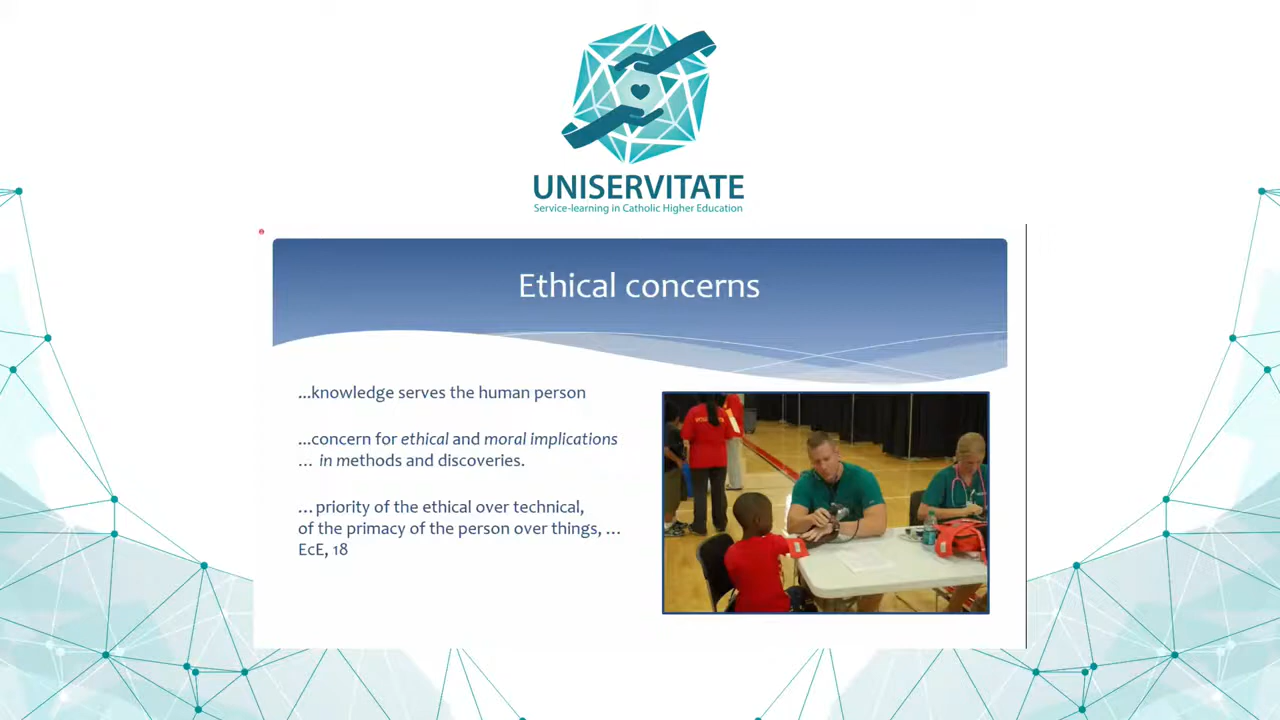 UNISERVITATE
Service-learning in Catholic Higher Education
Ethical concerns
...knowledge serves the human person
...concern for ethical and moral implications
... in methods and discoveries.
... priority of the ethical over technical,
of the primacy of the person over things, ...
EcE, 18